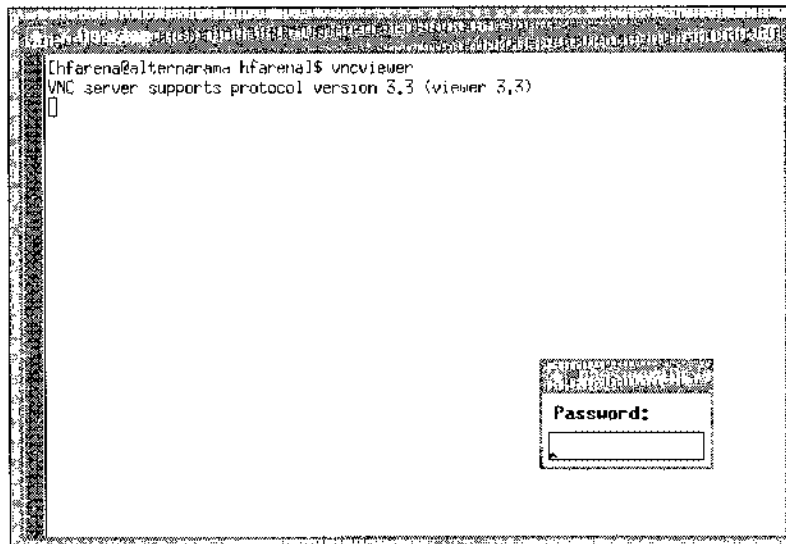 [hfarena@alternarama hfarena]$ vncviewer
VNC server supports protocol version 3.3 (viewer 3.3)
Password: